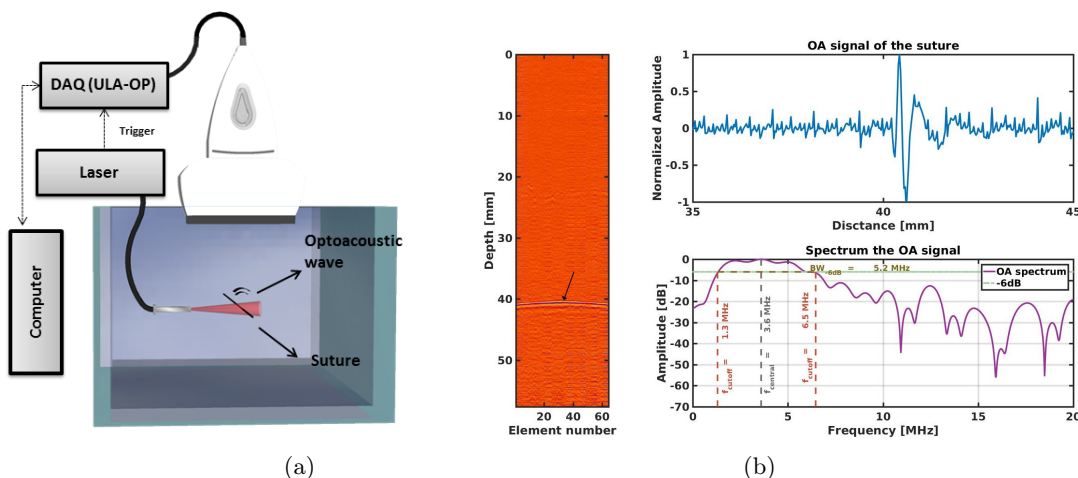 DAQ (ULA-OP)
Trigger
Laser
Computer
Optoacoustic
wave
Suture
(a)
0
10
20
30
40
50
Depth [mm]
20
40
60
Element number
OA signal of the suture
1
0.5
0
-0.5
-1
Normalized Amplitude
35
40
45
Disctance [mm]
Spectrum the OA signal
0
-10
-20
-30
-40
-50
-60
-70
Amplitude [dB]
BW-6dB = 5.2 MHz
OA spectrum
-6dB
fcutoff = 1.3 MHz
fcentral = 3.6 MHz
fcutoff = 6.5 MHz
0
5
10
15
20
Frequency [MHz]
(b)